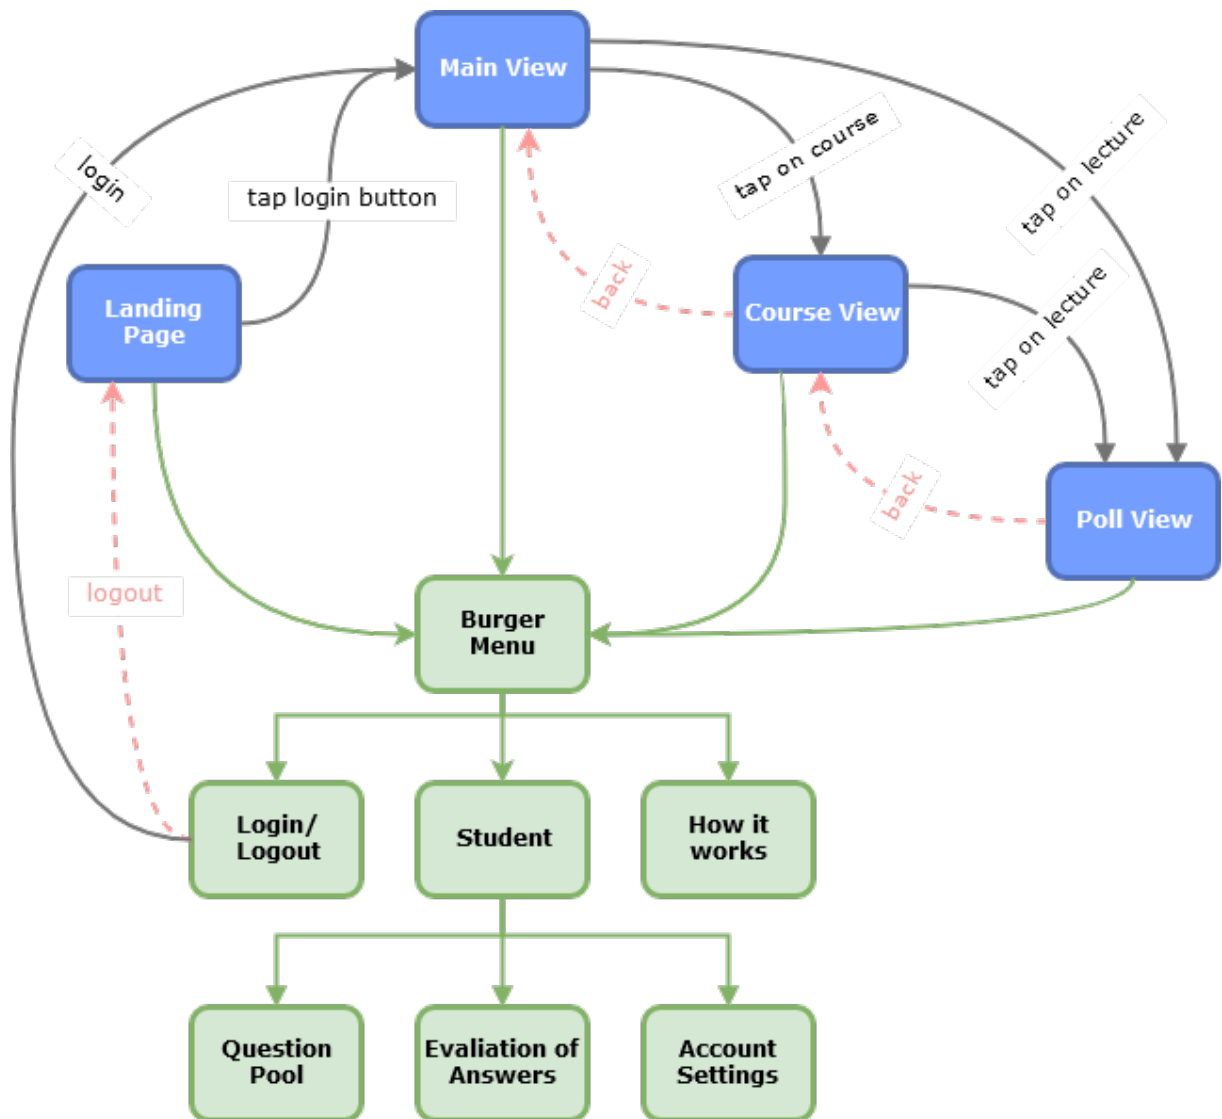 Main View
tap on course
tap on lecture
login
tap login button
back
Landing
Page
Course View
tap on lecture
back
Poll View
logout
Burger
Menu
Login/
Logout
Student
How it
works
Question
Pool
Evaliation of
Answers
Account
Settings